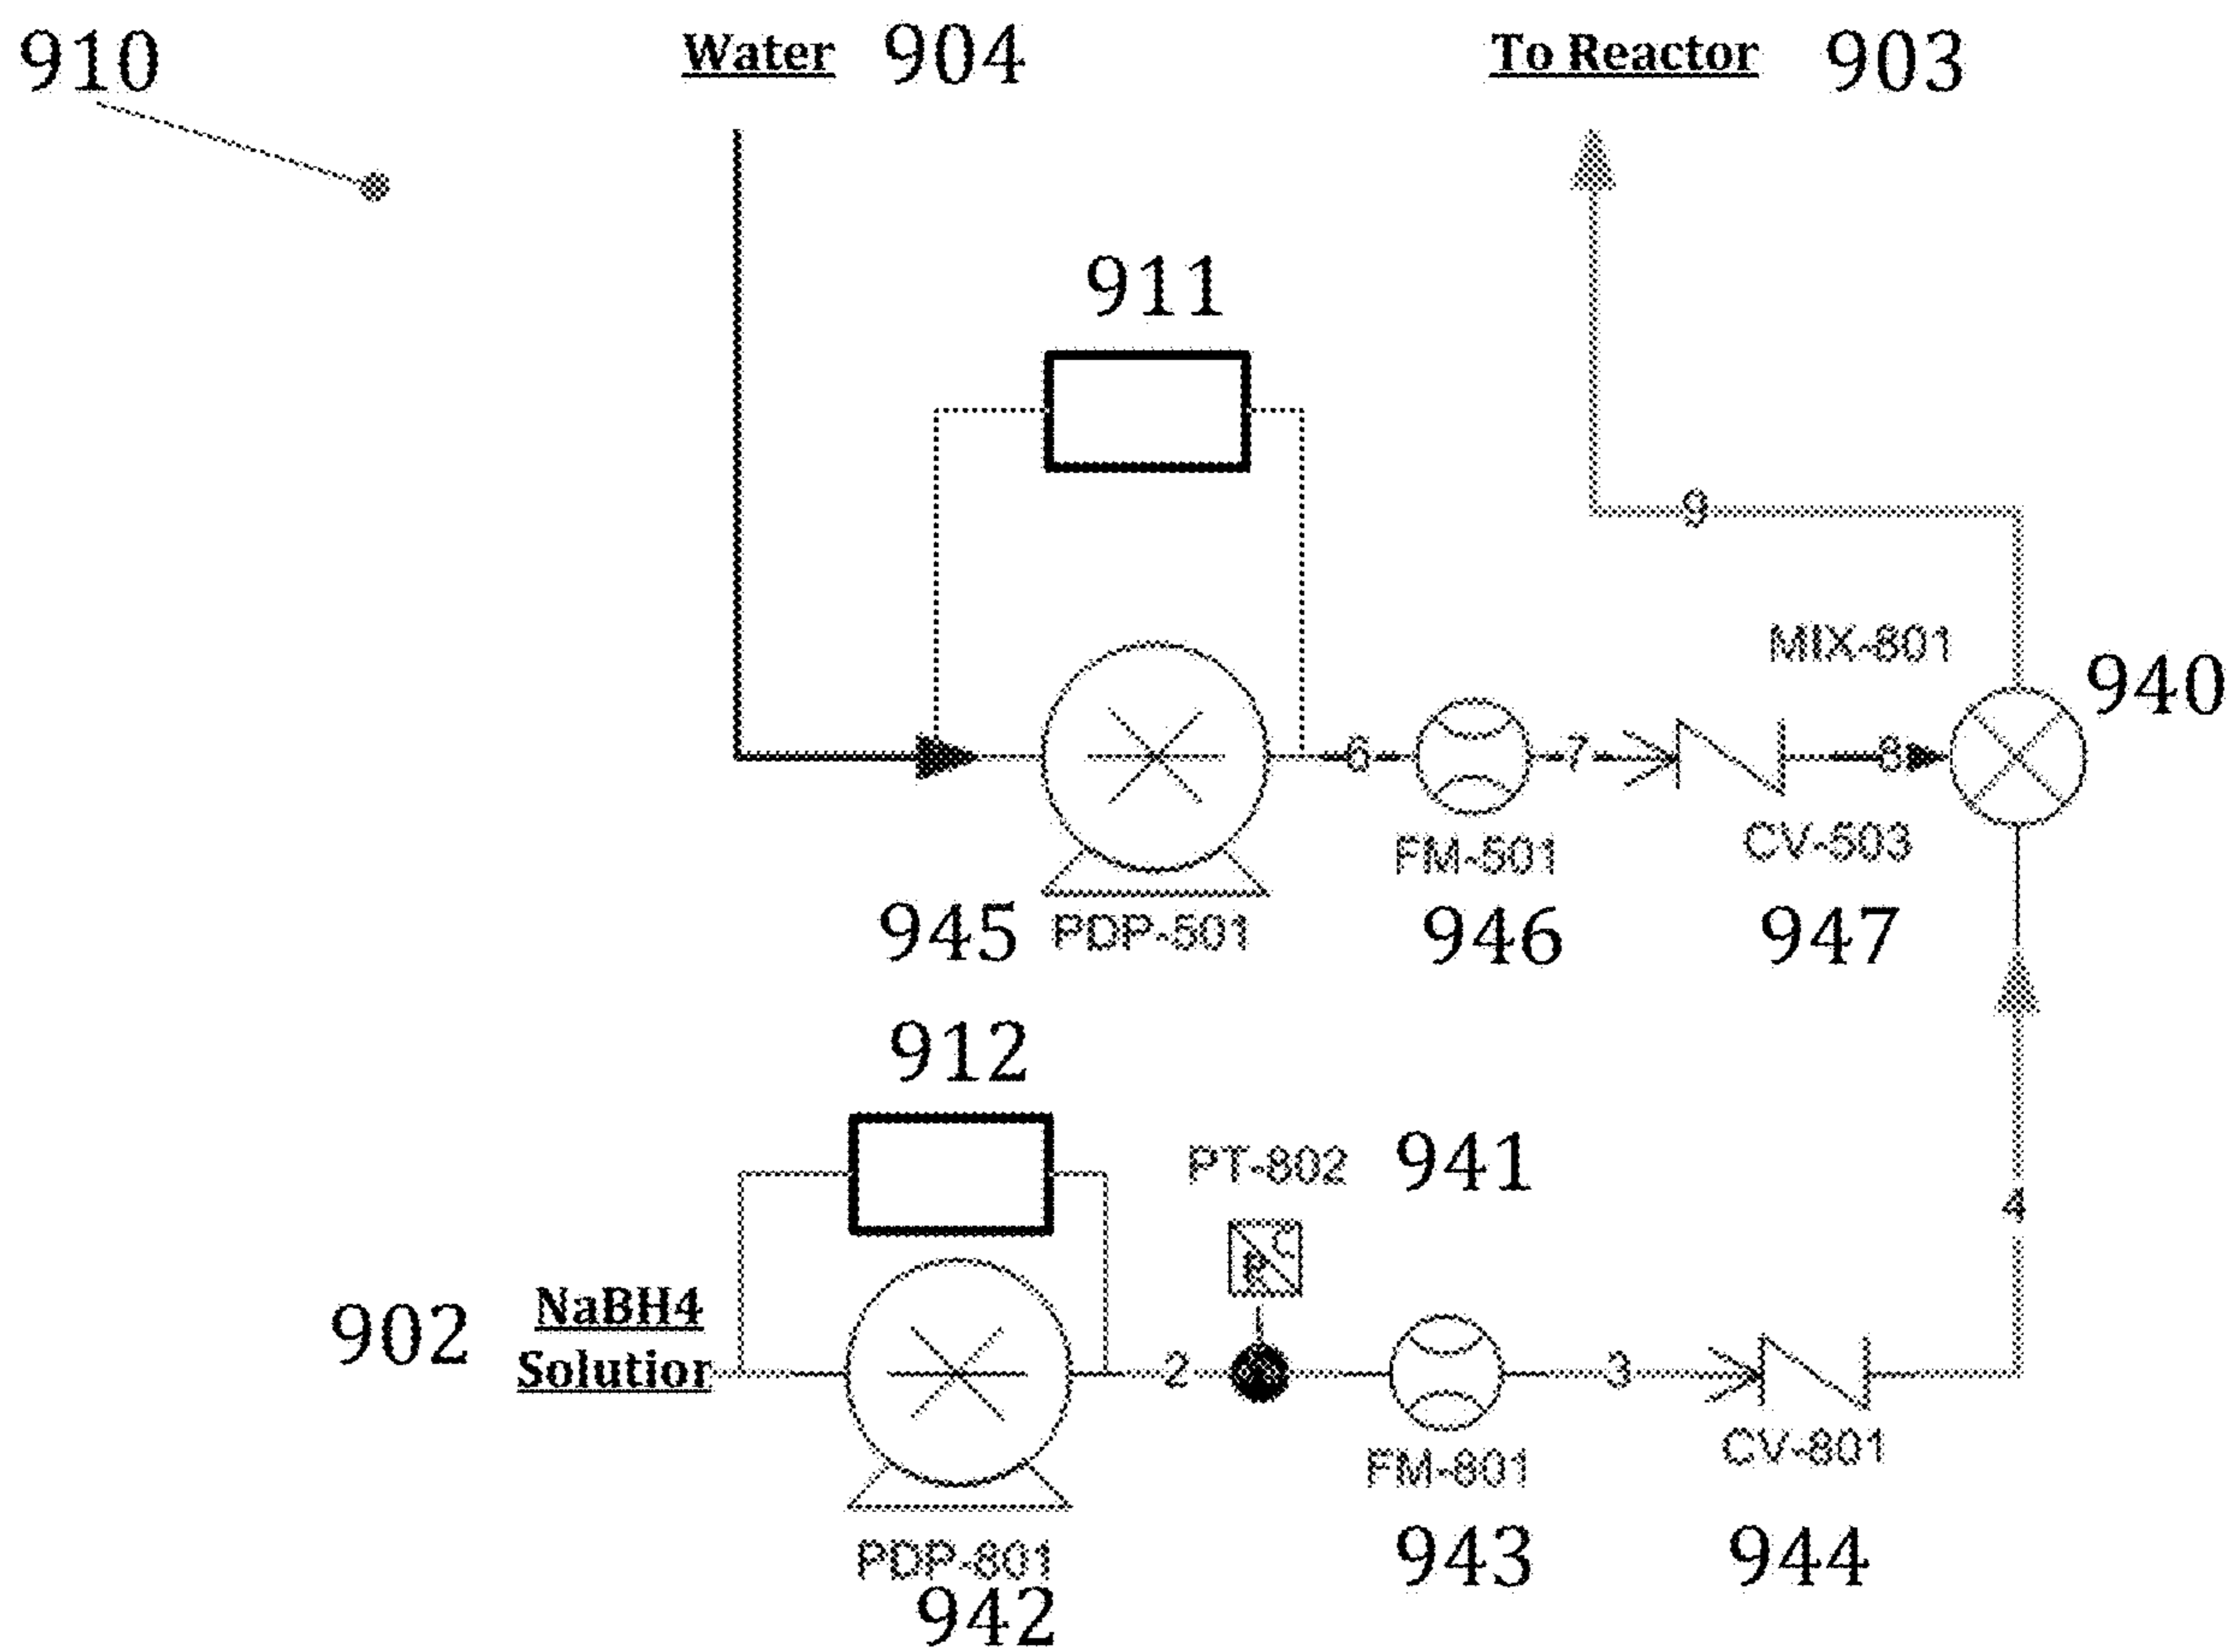 910
Water 904
To Reactor 903
911
9
MIX-801
940
6
7
8
FM-501
CV-503
945 PDP-501
946
947
912
PT-802 941
P C
4
902
NaBH4
Solutior
2
3
FM-801
CV-801
PDP-801
942
943
944